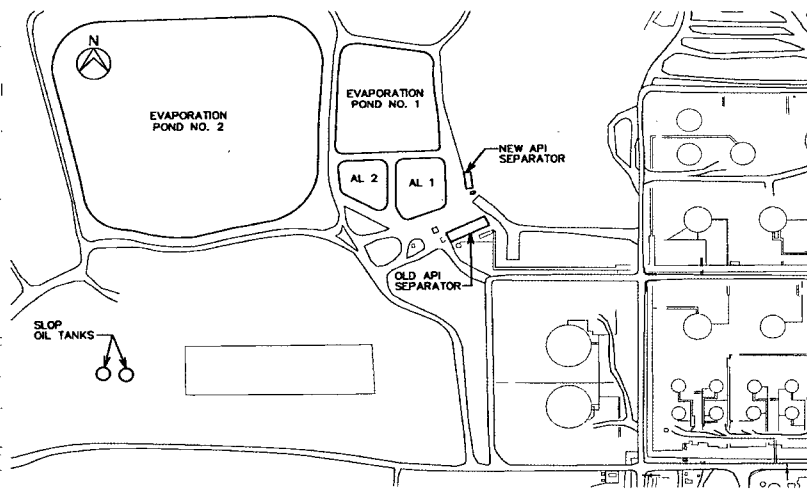 N
EVAPORATION
POND NO. 2
EVAPORATION
POND NO. 1
NEW API
SEPARATOR
AL 2
AL 1
OLD API
SEPARATOR
SLOP
OIL TANKS